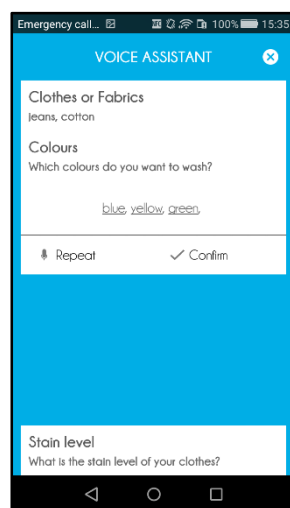 Emergency call... 100% 15:35
VOICE ASSISTANT
Clothes or Fabrics
jeans, cotton
Colours
Which colours do you want to wash?
blue, yellow, green,
Repeat Confirm
Stain level
What is the stain level of your clothes?